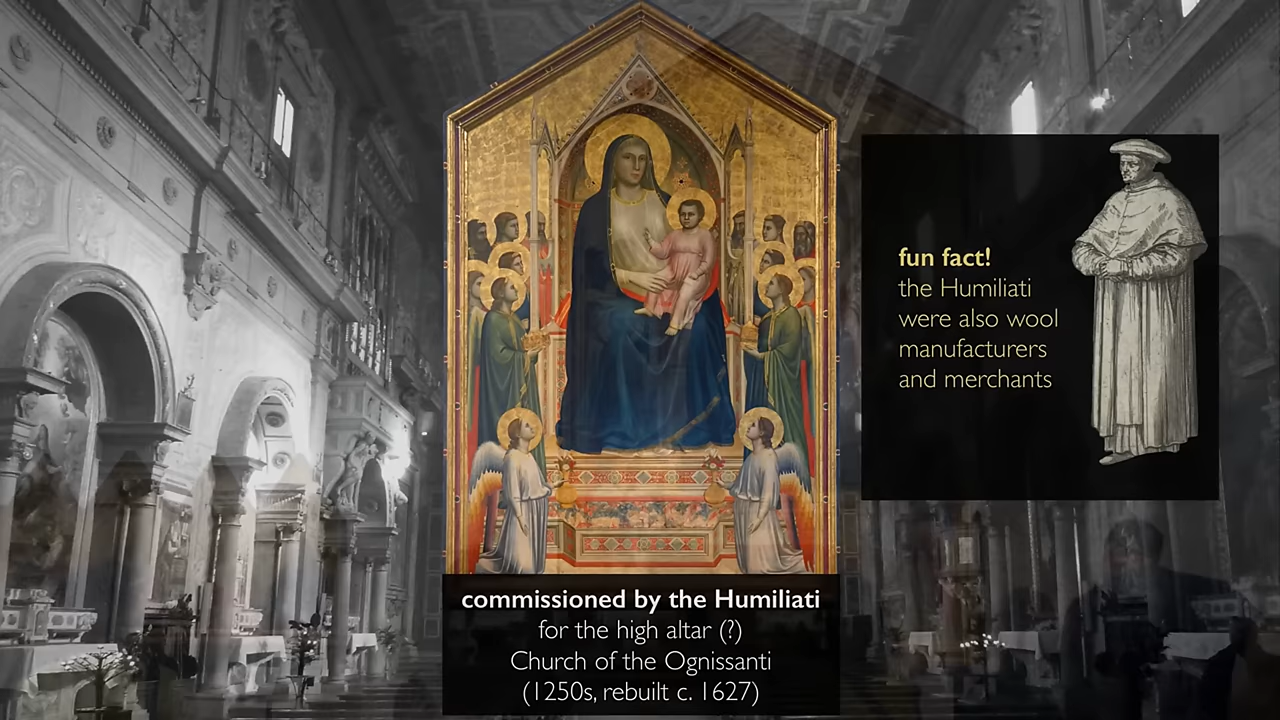 fun fact!
the Humiliati
were also wool
manufacturers
and merchants
commissioned by the Humiliati
for the high altar (?)
Church of the Ognissanti
(1250s, rebuilt c. 1627)